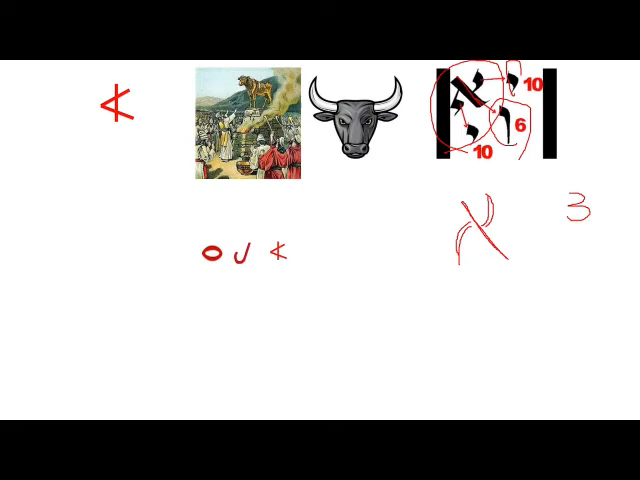 𐤀
א י 10
ו 6
י 10
א 3
𐤀 𐤋 𐤏